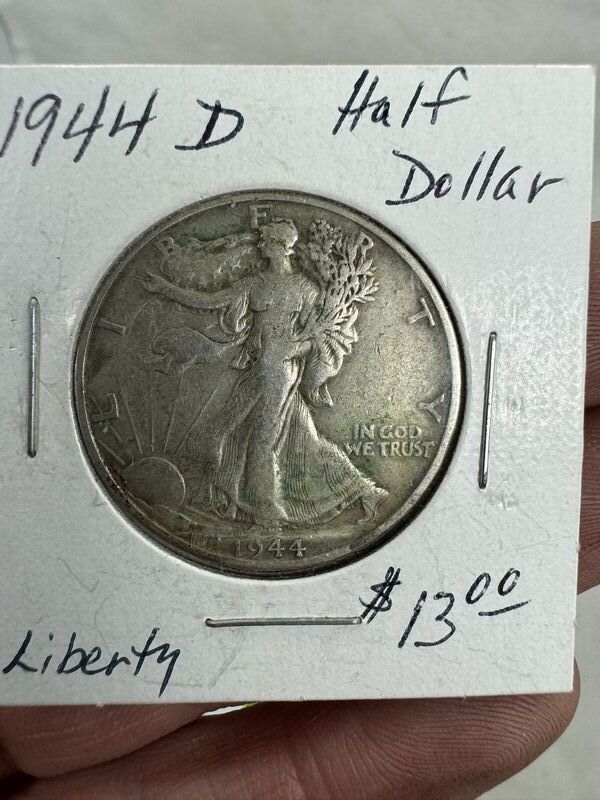 1944 D Half
Dollar
LIBERTY
IN GOD
WE TRUST
1944
$13.00
Liberty